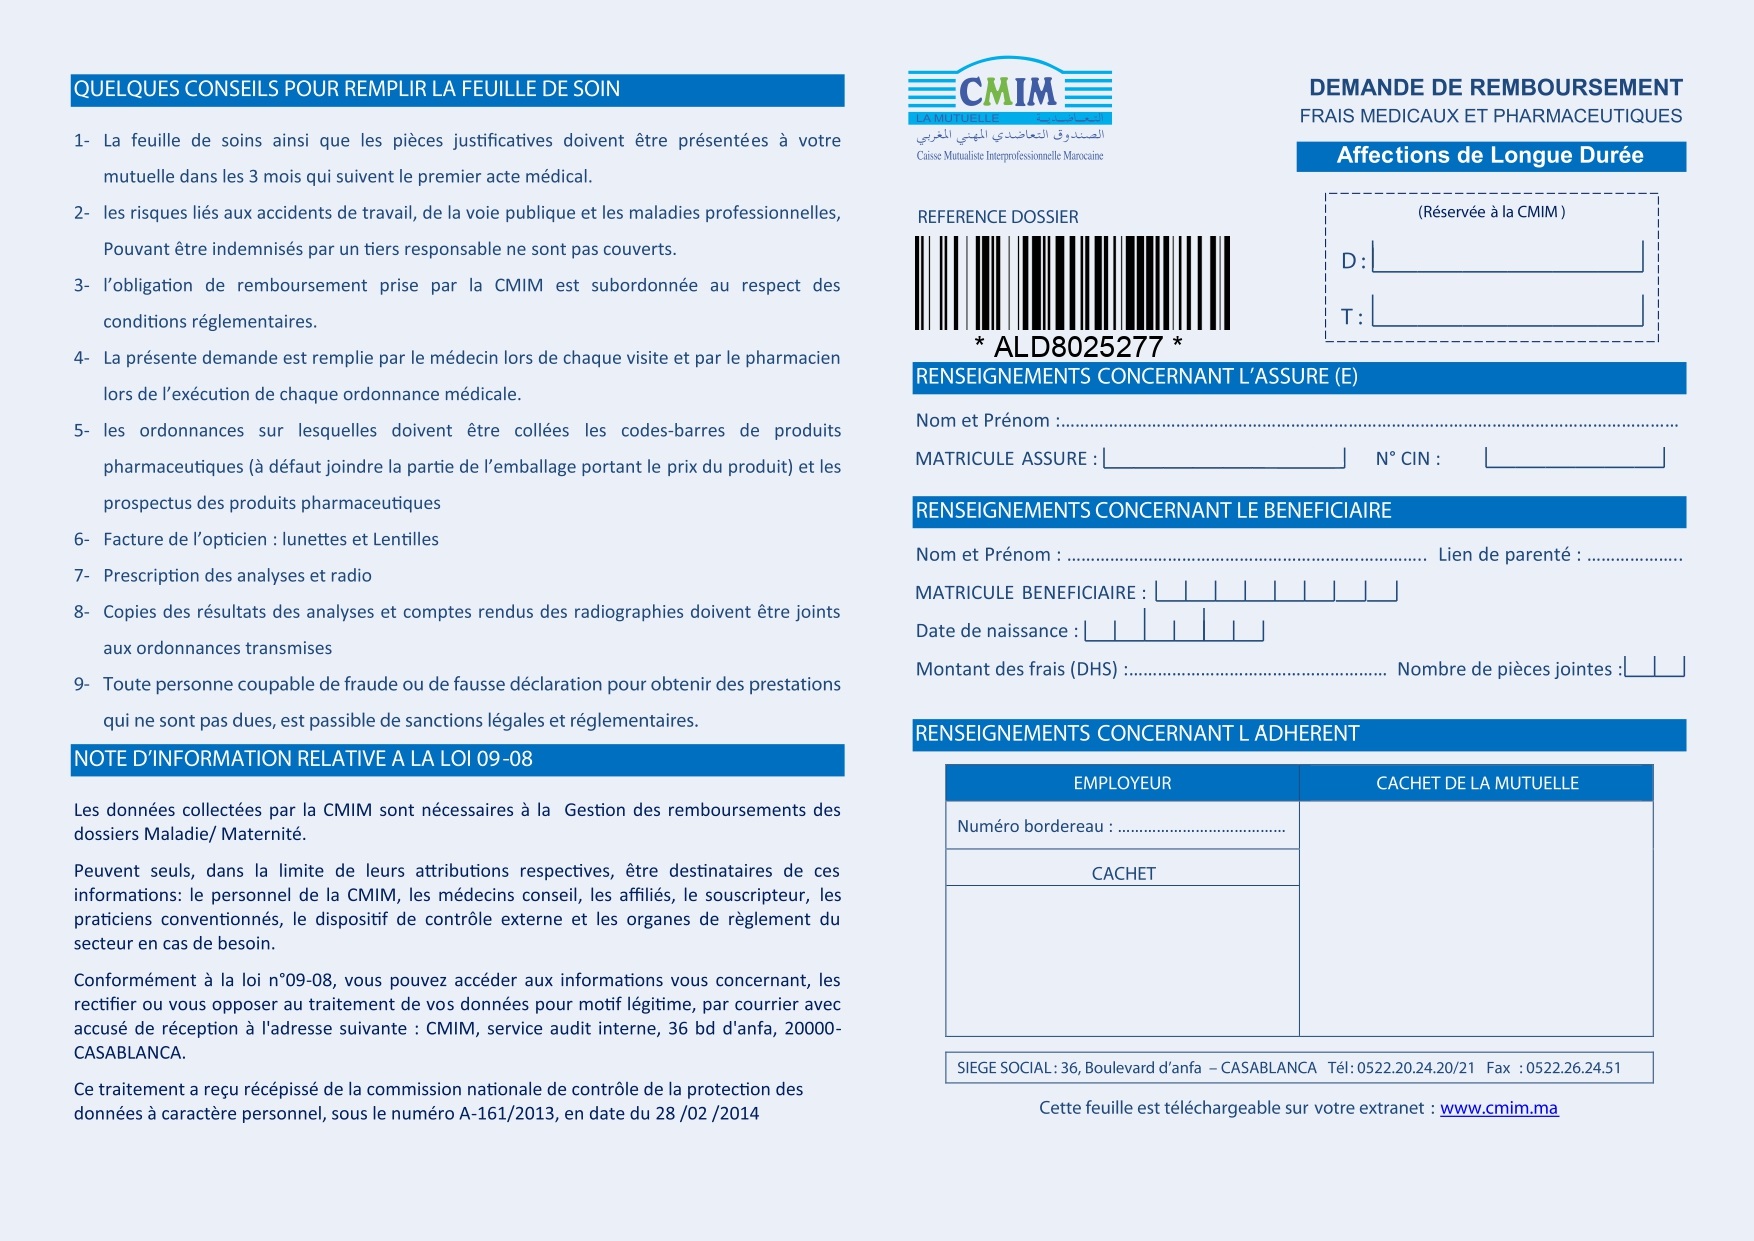 QUELQUES CONSEILS POUR REMPLIR LA FEUILLE DE SOIN
1- La feuille de soins ainsi que les pièces justificatives doivent être présentées à votre
mutuelle dans les 3 mois qui suivent le premier acte médical.
2- les risques liés aux accidents de travail, de la voie publique et les maladies professionnelles,
Pouvant être indemnisés par un tiers responsable ne sont pas couverts.
3- l’obligation de remboursement prise par la CMIM est subordonnée au respect des
conditions réglementaires.
4- La présente demande est remplie par le médecin lors de chaque visite et par le pharmacien
lors de l’exécution de chaque ordonnance médicale.
5- les ordonnances sur lesquelles doivent être collées les codes-barres de produits
pharmaceutiques (à défaut joindre la partie de l’emballage portant le prix du produit) et les
prospectus des produits pharmaceutiques
6- Facture de l’opticien : lunettes et Lentilles
7- Prescription des analyses et radio
8- Copies des résultats des analyses et comptes rendus des radiographies doivent être joints
aux ordonnances transmises
9- Toute personne coupable de fraude ou de fausse déclaration pour obtenir des prestations
qui ne sont pas dues, est passible de sanctions légales et réglementaires.
NOTE D’INFORMATION RELATIVE A LA LOI 09-08
Les données collectées par la CMIM sont nécessaires à la Gestion des remboursements des
dossiers Maladie/ Maternité.
Peuvent seuls, dans la limite de leurs attributions respectives, être destinataires de ces
informations: le personnel de la CMIM, les médecins conseil, les affiliés, le souscripteur, les
praticiens conventionnés, le dispositif de contrôle externe et les organes de règlement du
secteur en cas de besoin.
Conformément à la loi n°09-08, vous pouvez accéder aux informations vous concernant, les
rectifier ou vous opposer au traitement de vos données pour motif légitime, par courrier avec
accusé de réception à l'adresse suivante : CMIM, service audit interne, 36 bd d'anfa, 20000-
CASABLANCA.
Ce traitement a reçu récépissé de la commission nationale de contrôle de la protection des
données à caractère personnel, sous le numéro A-161/2013, en date du 28 /02 /2014
CMIM
LA MUTUELLE التعاضدية
الصندوق التعاضدي المهني المغربي
Caisse Mutualiste Interprofessionnelle Marocaine
DEMANDE DE REMBOURSEMENT
FRAIS MEDICAUX ET PHARMACEUTIQUES
Affections de Longue Durée
(Réservée à la CMIM )
D :
T :
REFERENCE DOSSIER
* ALD8025277 *
RENSEIGNEMENTS CONCERNANT L’ASSURE (E)
Nom et Prénom :……………………………………………………………………………………………
MATRICULE ASSURE : N° CIN :
RENSEIGNEMENTS CONCERNANT LE BENEFICIAIRE
Nom et Prénom : …………………………………………………….. Lien de parenté : ………………..
MATRICULE BENEFICIAIRE :
Date de naissance :
Montant des frais (DHS) :……………………………………… Nombre de pièces jointes :
RENSEIGNEMENTS CONCERNANT L ADHERENT
EMPLOYEUR CACHET DE LA MUTUELLE
Numéro bordereau : …………………………………
CACHET
SIEGE SOCIAL : 36, Boulevard d’anfa – CASABLANCA Tél : 0522.20.24.20/21 Fax : 0522.26.24.51
Cette feuille est téléchargeable sur votre extranet : www.cmim.ma